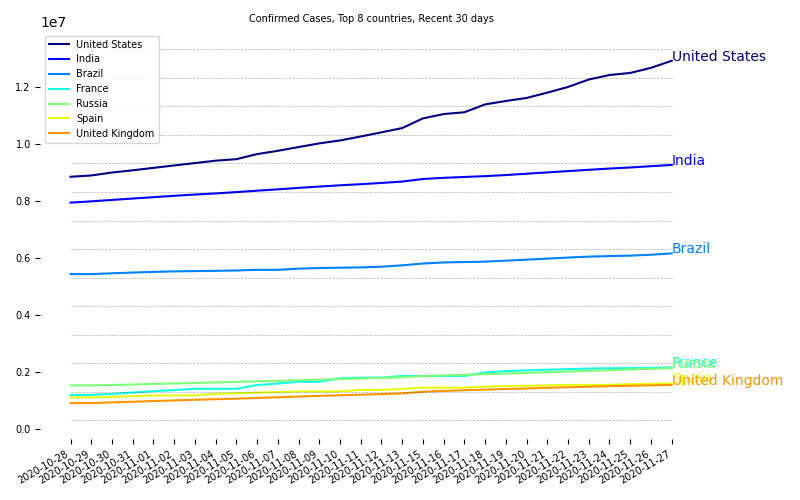 Confirmed Cases, Top 8 countries, Recent 30 days
1e7
United States
India
Brazil
France
Russia
Spain
United Kingdom
United States
India
Brazil
France
Russia
Spain
United Kingdom
1.2
1.0
0.8
0.6
0.4
0.2
0.0
2020-10-28
2020-10-29
2020-10-30
2020-10-31
2020-11-01
2020-11-02
2020-11-03
2020-11-04
2020-11-05
2020-11-06
2020-11-07
2020-11-08
2020-11-09
2020-11-10
2020-11-11
2020-11-12
2020-11-13
2020-11-15
2020-11-16
2020-11-17
2020-11-18
2020-11-19
2020-11-20
2020-11-21
2020-11-22
2020-11-23
2020-11-24
2020-11-25
2020-11-26
2020-11-27